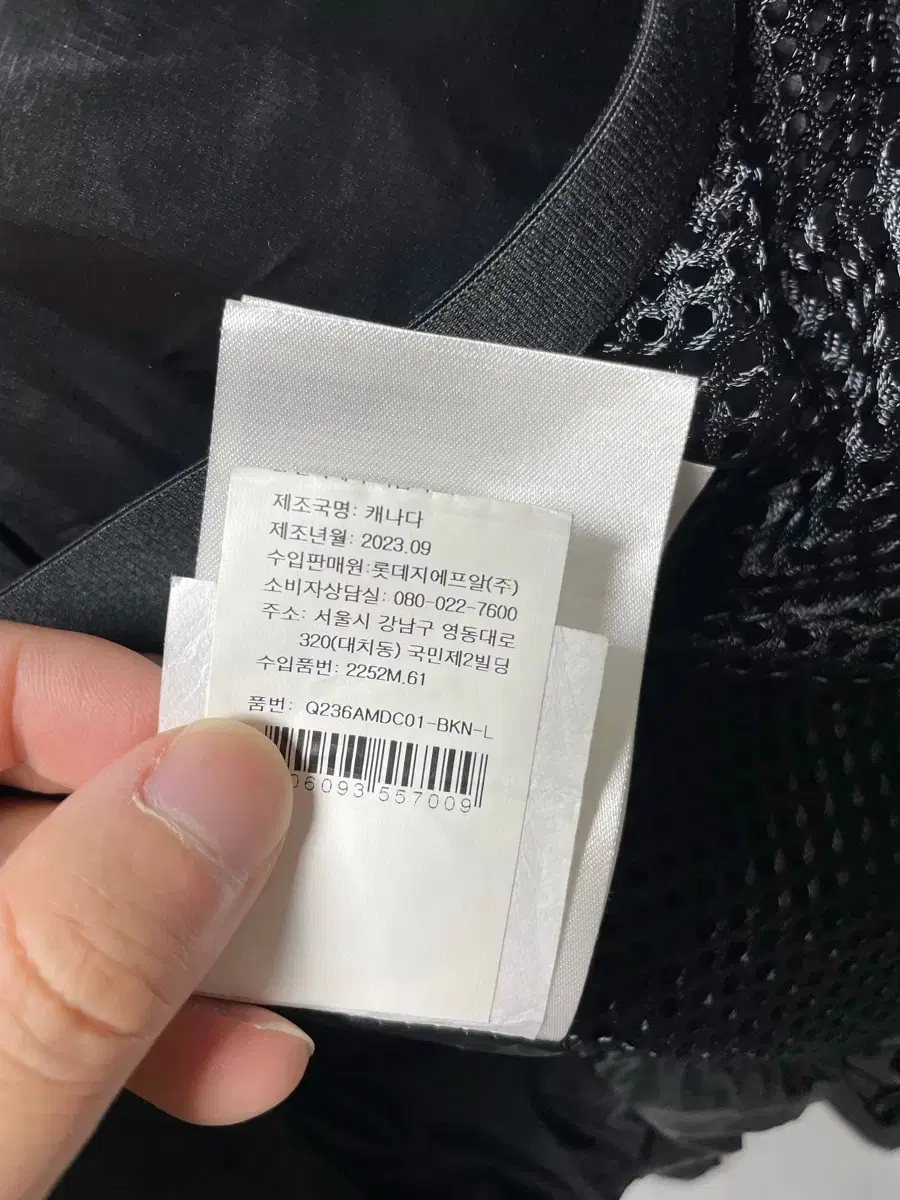 제조국명: 캐나다
제조년월: 2023.09
수입판매원:롯데지에프알(주)
소비자상담실: 080-022-7600
주소: 서울시 강남구 영동대로
320(대치동) 국민제2빌딩
수입품번: 2252M.61
품번: Q236AMDC01-BKN-L
06093 557009